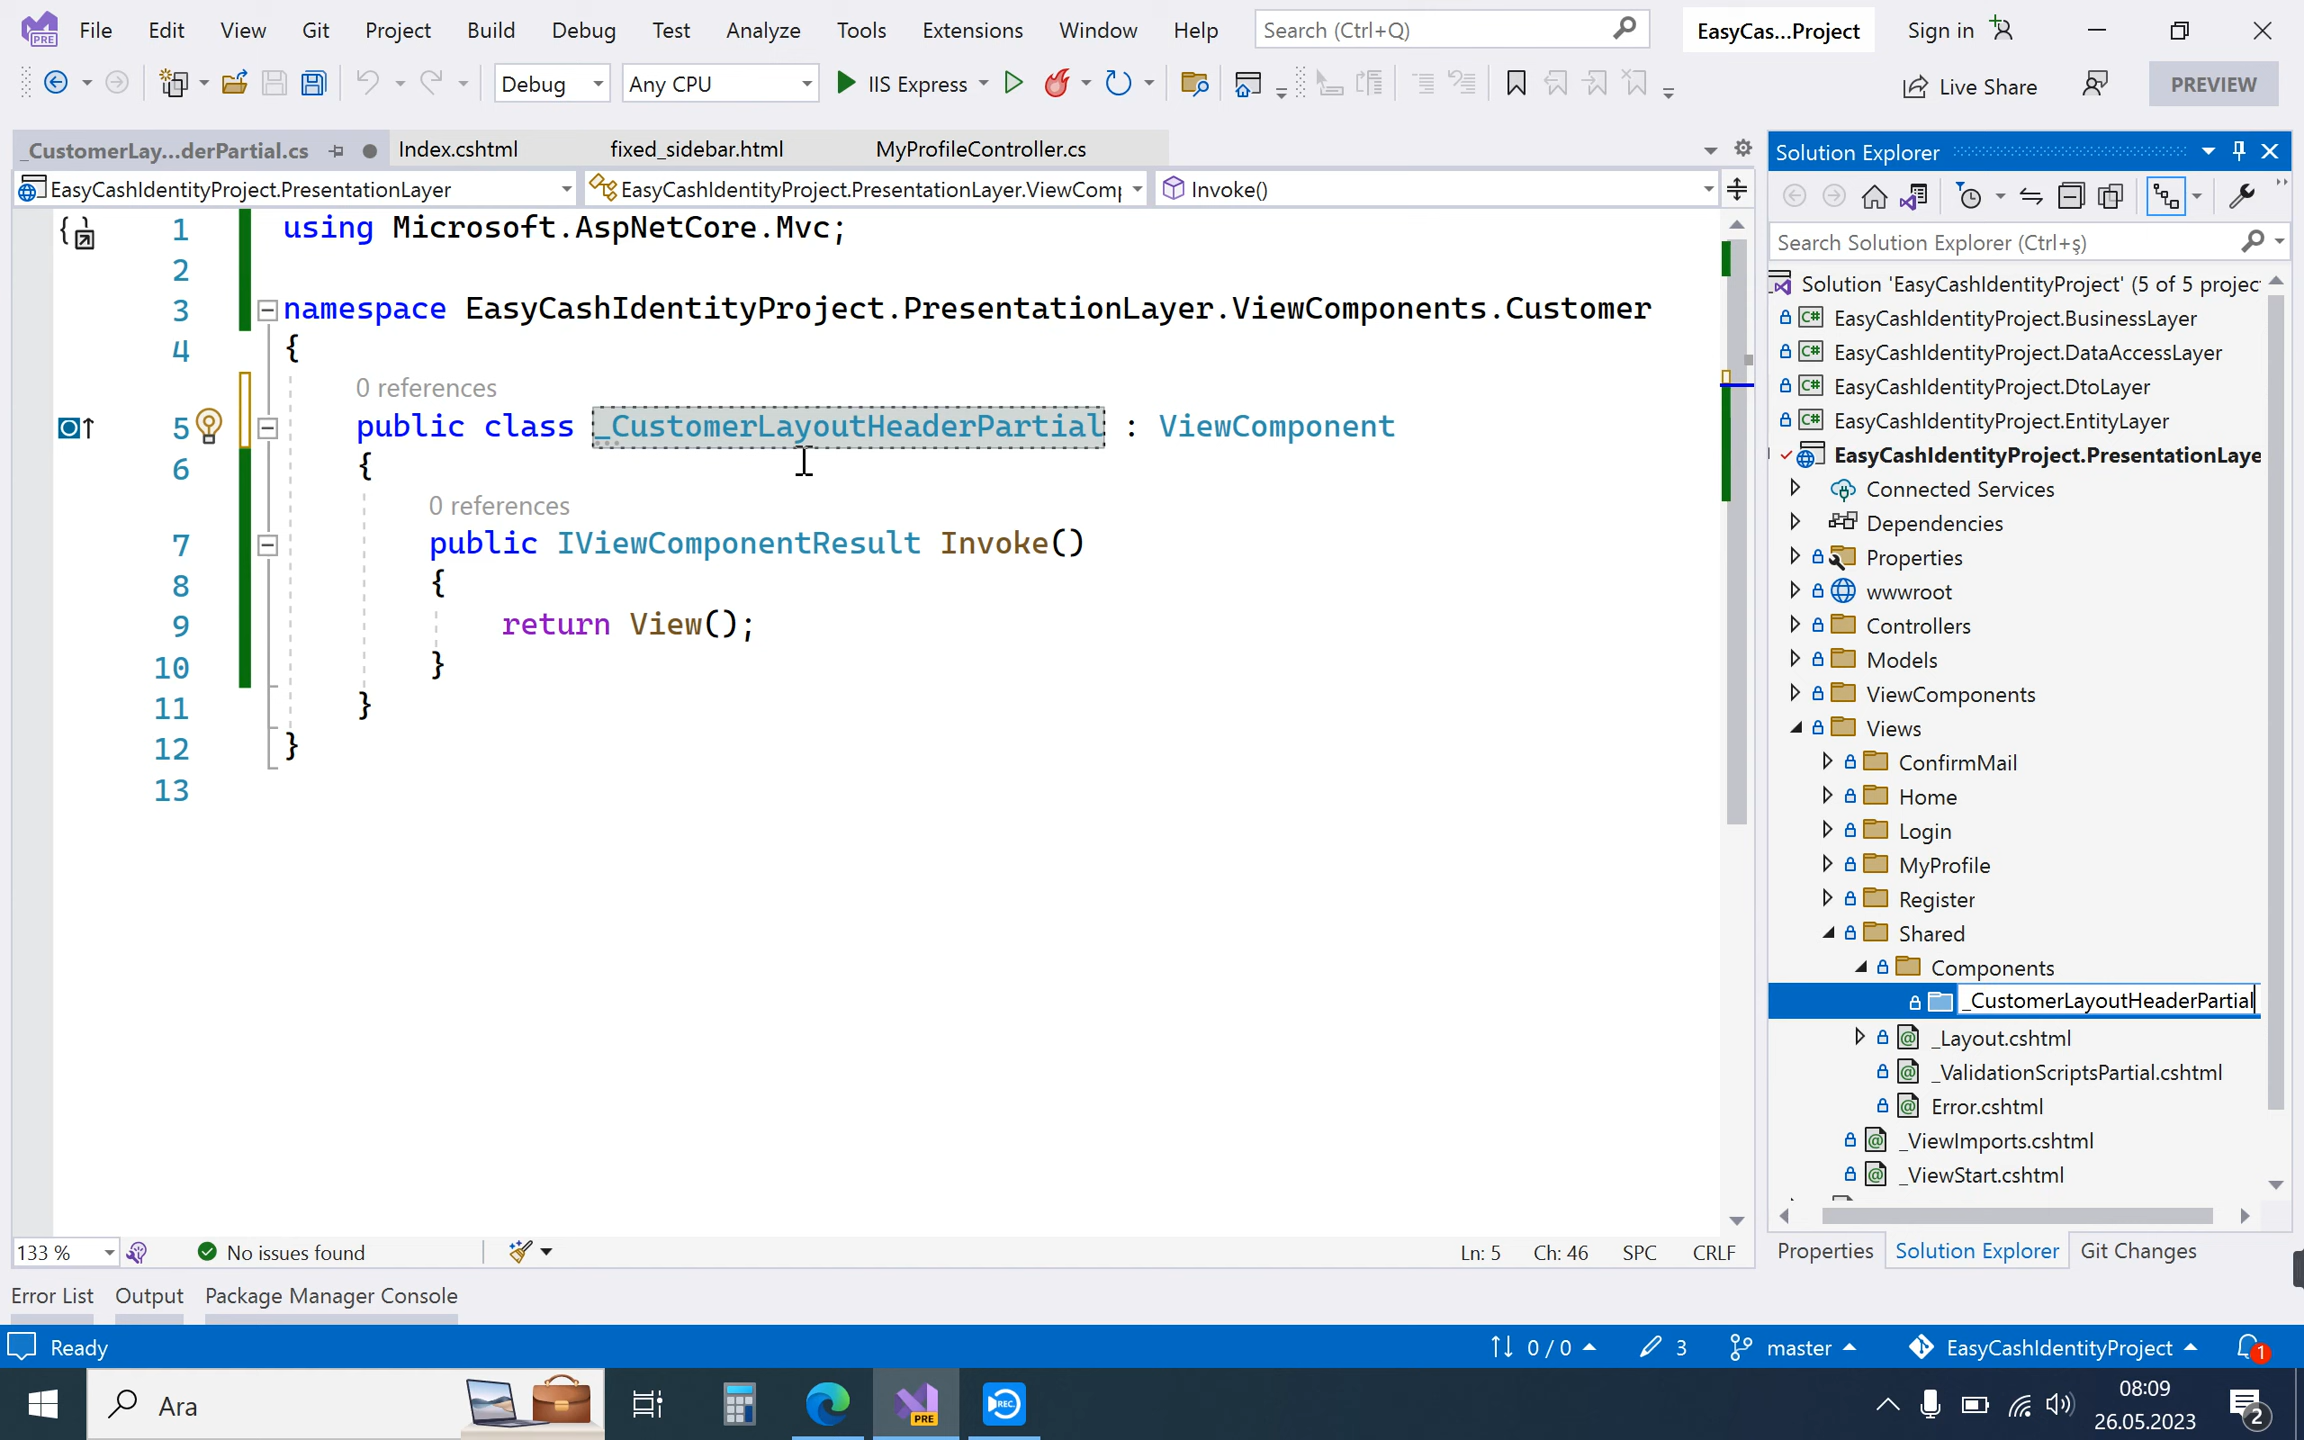 File Edit View Git Project Build Debug Test Analyze Tools Extensions Window Help Search (Ctrl+Q) EasyCas...Project Sign in
PRE
Debug Any CPU IIS Express Live Share PREVIEW
_CustomerLay...derPartial.cs Index.cshtml fixed_sidebar.html MyProfileController.cs
EasyCashIdentityProject.PresentationLayer EasyCashIdentityProject.PresentationLayer.ViewComp Invoke()
1 using Microsoft.AspNetCore.Mvc;
2
3 namespace EasyCashIdentityProject.PresentationLayer.ViewComponents.Customer
4 {
0 references
5 public class _CustomerLayoutHeaderPartial : ViewComponent
6 {
0 references
7 public IViewComponentResult Invoke()
8 {
9 return View();
10 }
11 }
12 }
13
133 % No issues found Ln: 5 Ch: 46 SPC CRLF
Solution Explorer
Search Solution Explorer (Ctrl+ş)
Solution 'EasyCashIdentityProject' (5 of 5 projec
C# EasyCashIdentityProject.BusinessLayer
C# EasyCashIdentityProject.DataAccessLayer
C# EasyCashIdentityProject.DtoLayer
C# EasyCashIdentityProject.EntityLayer
EasyCashIdentityProject.PresentationLaye
Connected Services
Dependencies
Properties
wwwroot
Controllers
Models
ViewComponents
Views
ConfirmMail
Home
Login
MyProfile
Register
Shared
Components
_CustomerLayoutHeaderPartial
_Layout.cshtml
_ValidationScriptsPartial.cshtml
Error.cshtml
_ViewImports.cshtml
_ViewStart.cshtml
Properties Solution Explorer Git Changes
Error List Output Package Manager Console
Ready 0 / 0 3 master EasyCashIdentityProject 1
Ara PRE REC 08:09
26.05.2023 2